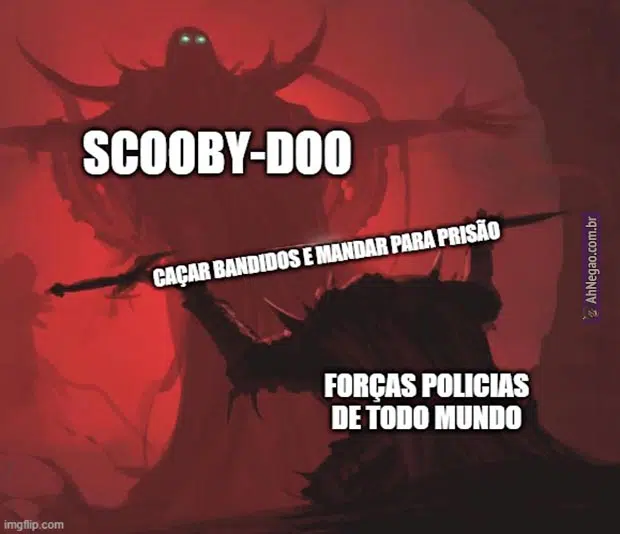 SCOOBY-DOO
CAÇAR BANDIDOS E MANDAR PARA PRISÃO
AhNegao.com.br
FORÇAS POLICIAS
DE TODO MUNDO
imgflip.com